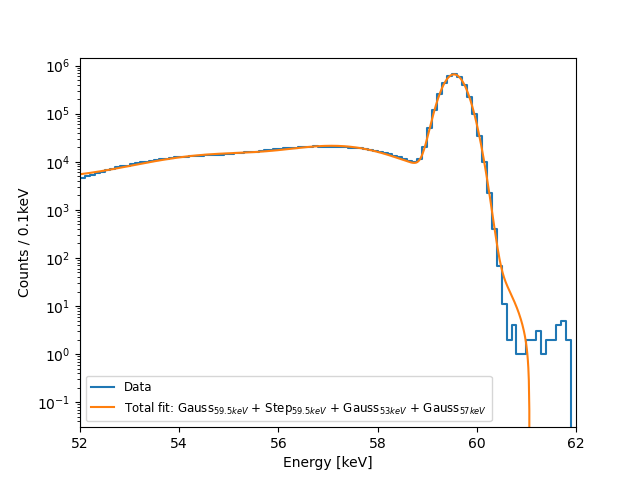 10⁶
10⁵
10⁴
10³
10²
10¹
10⁰
10⁻¹
Counts / 0.1keV
Data
Total fit: Gauss₅₉.₅ₖₑV + Step₅₉.₅ₖₑV + Gauss₅₃ₖₑV + Gauss₅₇ₖₑV
52 54 56 58 60 62
Energy [keV]